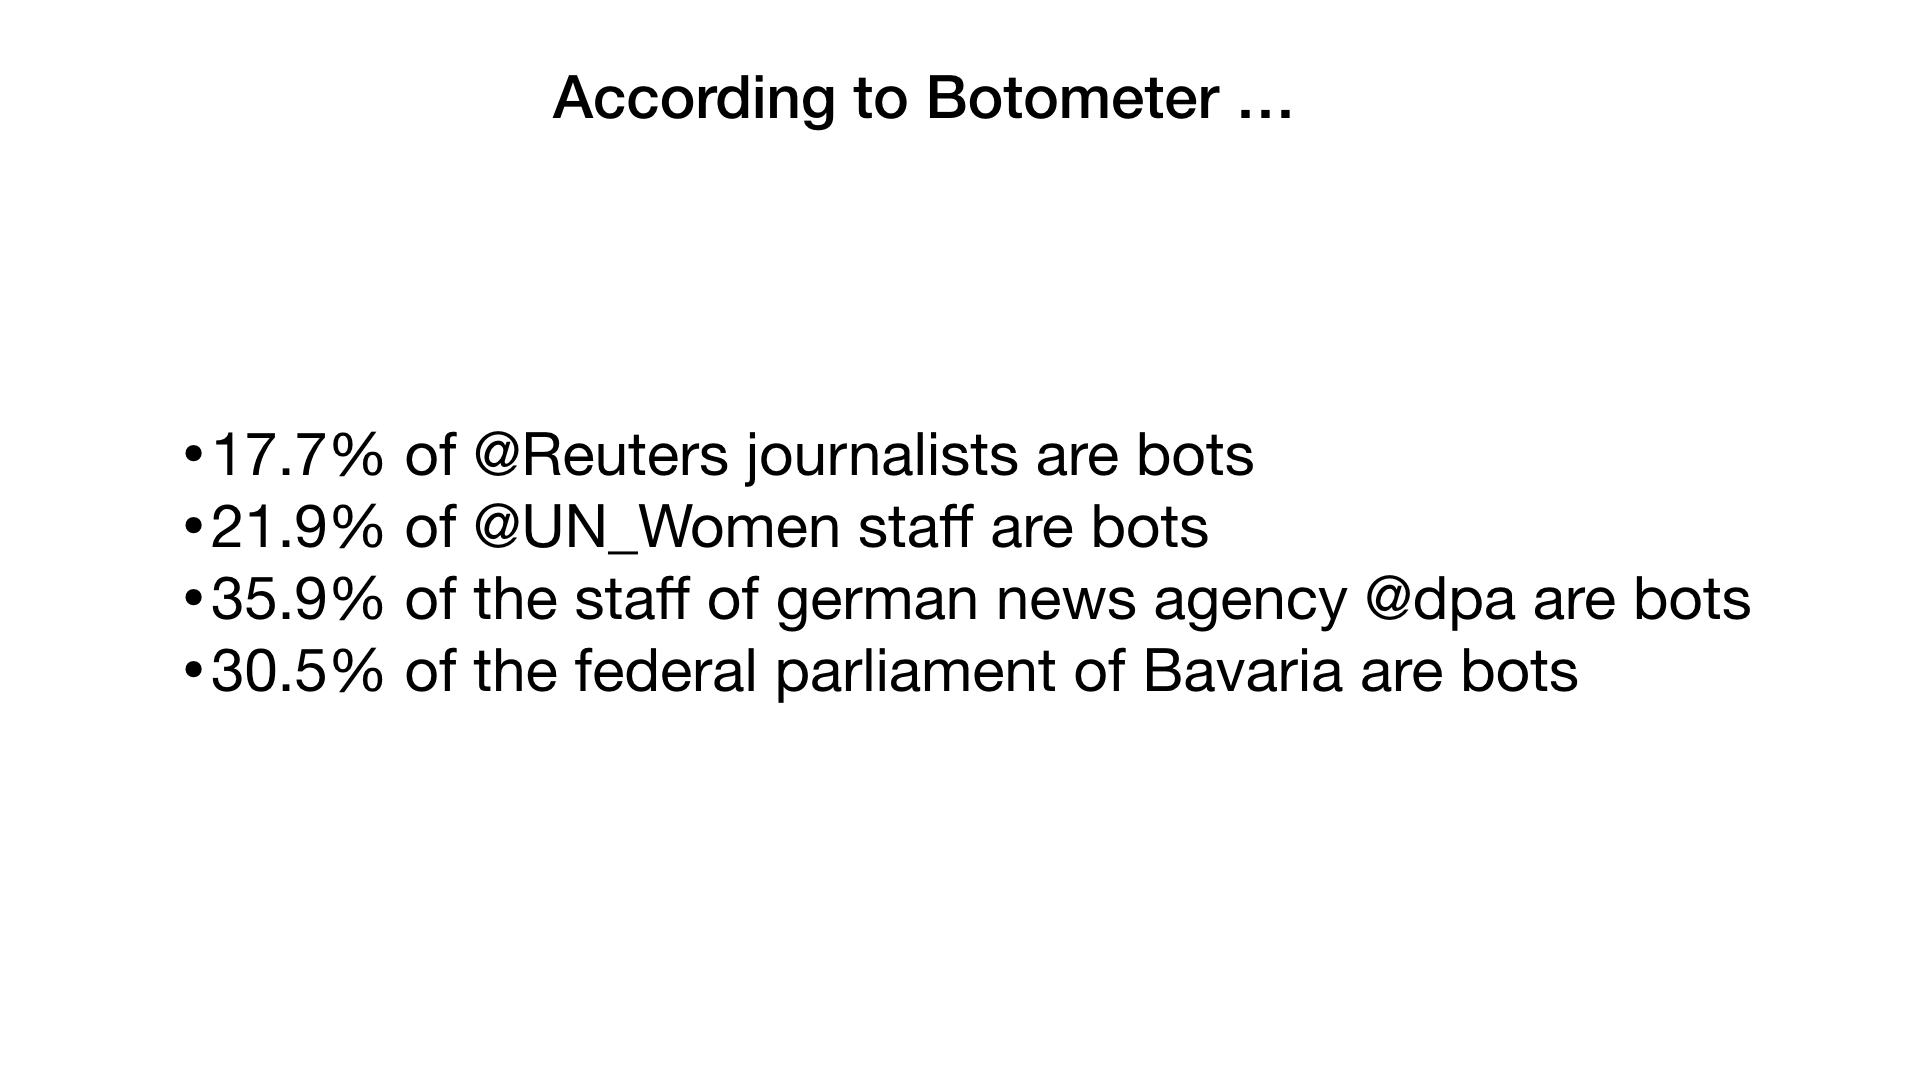 According to Botometer …
•17.7% of @Reuters journalists are bots
•21.9% of @UN_Women staff are bots
•35.9% of the staff of german news agency @dpa are bots
•30.5% of the federal parliament of Bavaria are bots